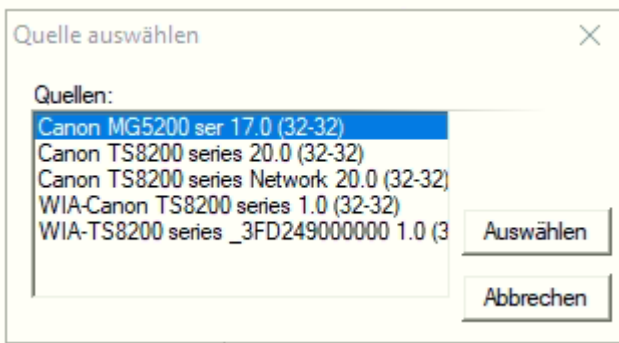 Quelle auswählen
Quellen:
Canon MG5200 ser 17.0 (32-32)
Canon TS8200 series 20.0 (32-32)
Canon TS8200 series Network 20.0 (32-32)
WIA-Canon TS8200 series 1.0 (32-32)
WIA-TS8200 series _3FD249000000 1.0 (3
Auswählen
Abbrechen